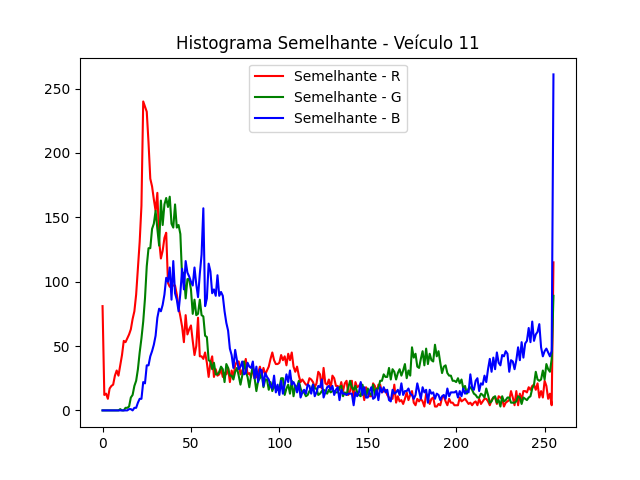 Histograma Semelhante - Veículo 11
Semelhante - R
Semelhante - G
Semelhante - B
250
200
150
100
50
0
0 50 100 150 200 250